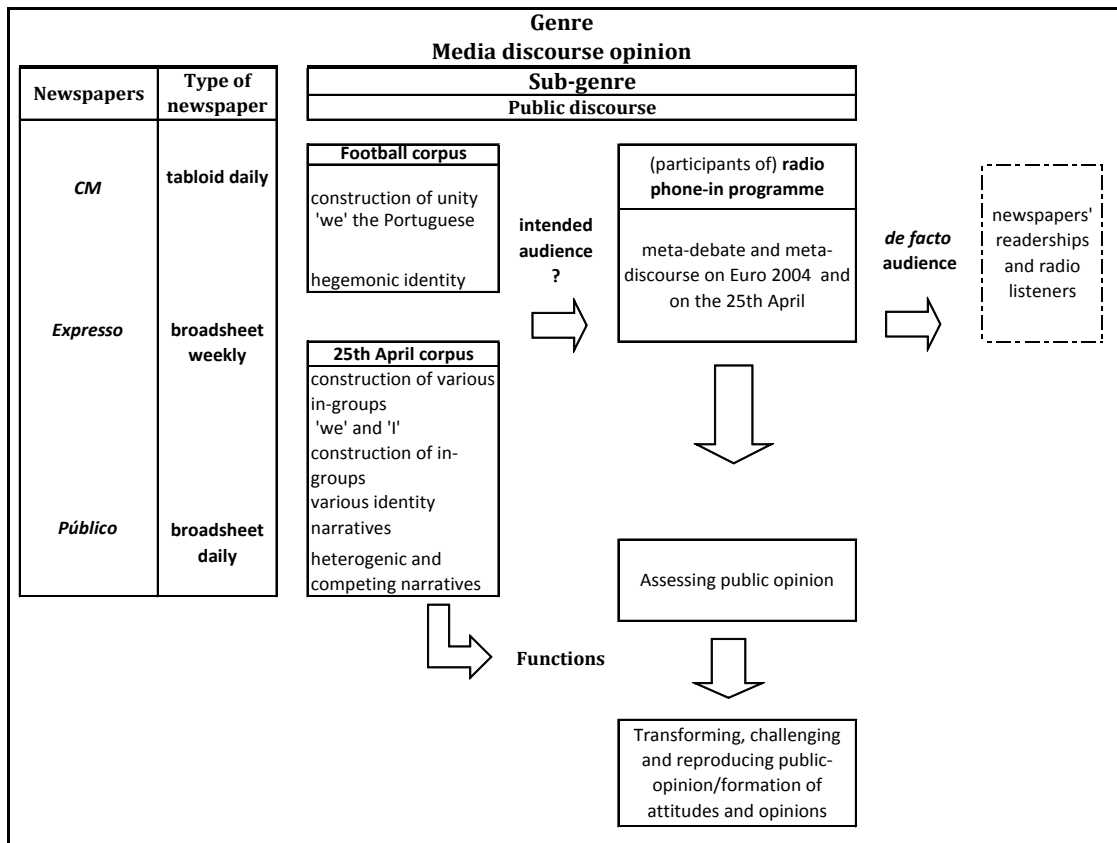 Genre
Media discourse opinion
Newspapers
Type of
newspaper
CM
tabloid daily
Expresso
broadsheet
weekly
Público
broadsheet
daily
Sub-genre
Public discourse
Football corpus
construction of unity
'we' the Portuguese
hegemonic identity
25th April corpus
construction of various
in-groups
'we' and 'I'
construction of in-
groups
various identity
narratives
heterogenic and
competing narratives
intended
audience
?
(participants of) radio
phone-in programme
meta-debate and meta-
discourse on Euro 2004 and
on the 25th April
de facto
audience
newspapers'
readerships
and radio
listeners
Functions
Assessing public opinion
Transforming, challenging
and reproducing public-
opinion/formation of
attitudes and opinions